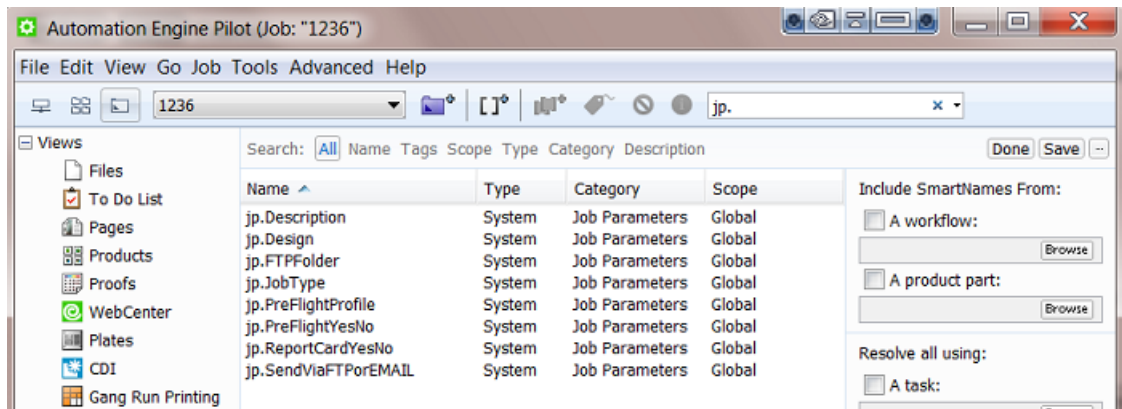 Automation Engine Pilot (Job: "1236")
File Edit View Go Job Tools Advanced Help
1236
jp.
Views
Files
To Do List
Pages
Products
Proofs
WebCenter
Plates
CDI
Gang Run Printing
Search: All Name Tags Scope Type Category Description
Done Save
Name Type Category Scope
jp.Description System Job Parameters Global
jp.Design System Job Parameters Global
jp.FTPFolder System Job Parameters Global
jp.JobType System Job Parameters Global
jp.PreFlightProfile System Job Parameters Global
jp.PreFlightYesNo System Job Parameters Global
jp.ReportCardYesNo System Job Parameters Global
jp.SendViaFTPorEMAIL System Job Parameters Global
Include SmartNames From:
A workflow:
Browse
A product part:
Browse
Resolve all using:
A task: